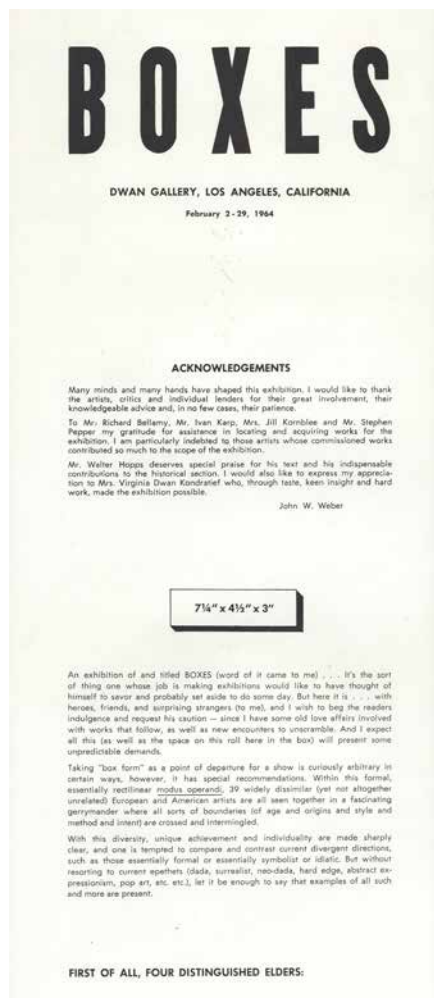 BOXES
DWAN GALLERY, LOS ANGELES, CALIFORNIA
February 2-29, 1964
ACKNOWLEDGEMENTS
Many minds and many hands have shaped this exhibition. I would like to thank
the artists, critics and individual lenders for their great involvement, their
knowledgeable advice and, in no few cases, their patience.
To Mr. Richard Bellamy, Mr. Ivan Karp, Mrs. Jill Kornblee and Mr. Stephen
Pepper my gratitude for assistance in locating and acquiring works for the
exhibition. I am particularly indebted to those artists whose commissioned works
contributed so much to the scope of the exhibition.
Mr. Walter Hopps deserves special praise for his text and his indispensable
contributions to the historical section. I would also like to express my apprecia-
tion to Mrs. Virginia Dwan Kondratief who, through taste, keen insight and hard
work, made the exhibition possible.
John W. Weber
7¼" x 4½" x 3"
An exhibition of and titled BOXES (word of it came to me) . . . It's the sort
of thing one whose job is making exhibitions would like to have thought of
himself to savor and probably set aside to do some day. But here it is . . . with
heroes, friends, and surprising strangers (to me), and I wish to beg the readers
indulgence and request his caution — since I have some old love affairs involved
with works that follow, as well as new encounters to unscramble. And I expect
all this (as well as the space on this roll here in the box) will present some
unpredictable demands.
Taking "box form" as a point of departure for a show is curiously arbitrary in
certain ways, however, it has special recommendations. Within this formal,
essentially rectilinear modus operandi, 39 widely dissimilar (yet not altogether
unrelated) European and American artists are all seen together in a fascinating
gerrymander where all sorts of boundaries (of age and origins and style and
method and intent) are crossed and intermingled.
With this diversity, unique achievement and individuality are made sharply
clear, and one is tempted to compare and contrast current divergent directions,
such as those essentially formal or essentially symbolist or idiatic. But without
resorting to current epethets (dada, surrealist, neo-dada, hard edge, abstract ex-
pressionism, pop art, etc. etc.), let it be enough to say that examples of all such
and more are present.
FIRST OF ALL, FOUR DISTINGUISHED ELDERS: